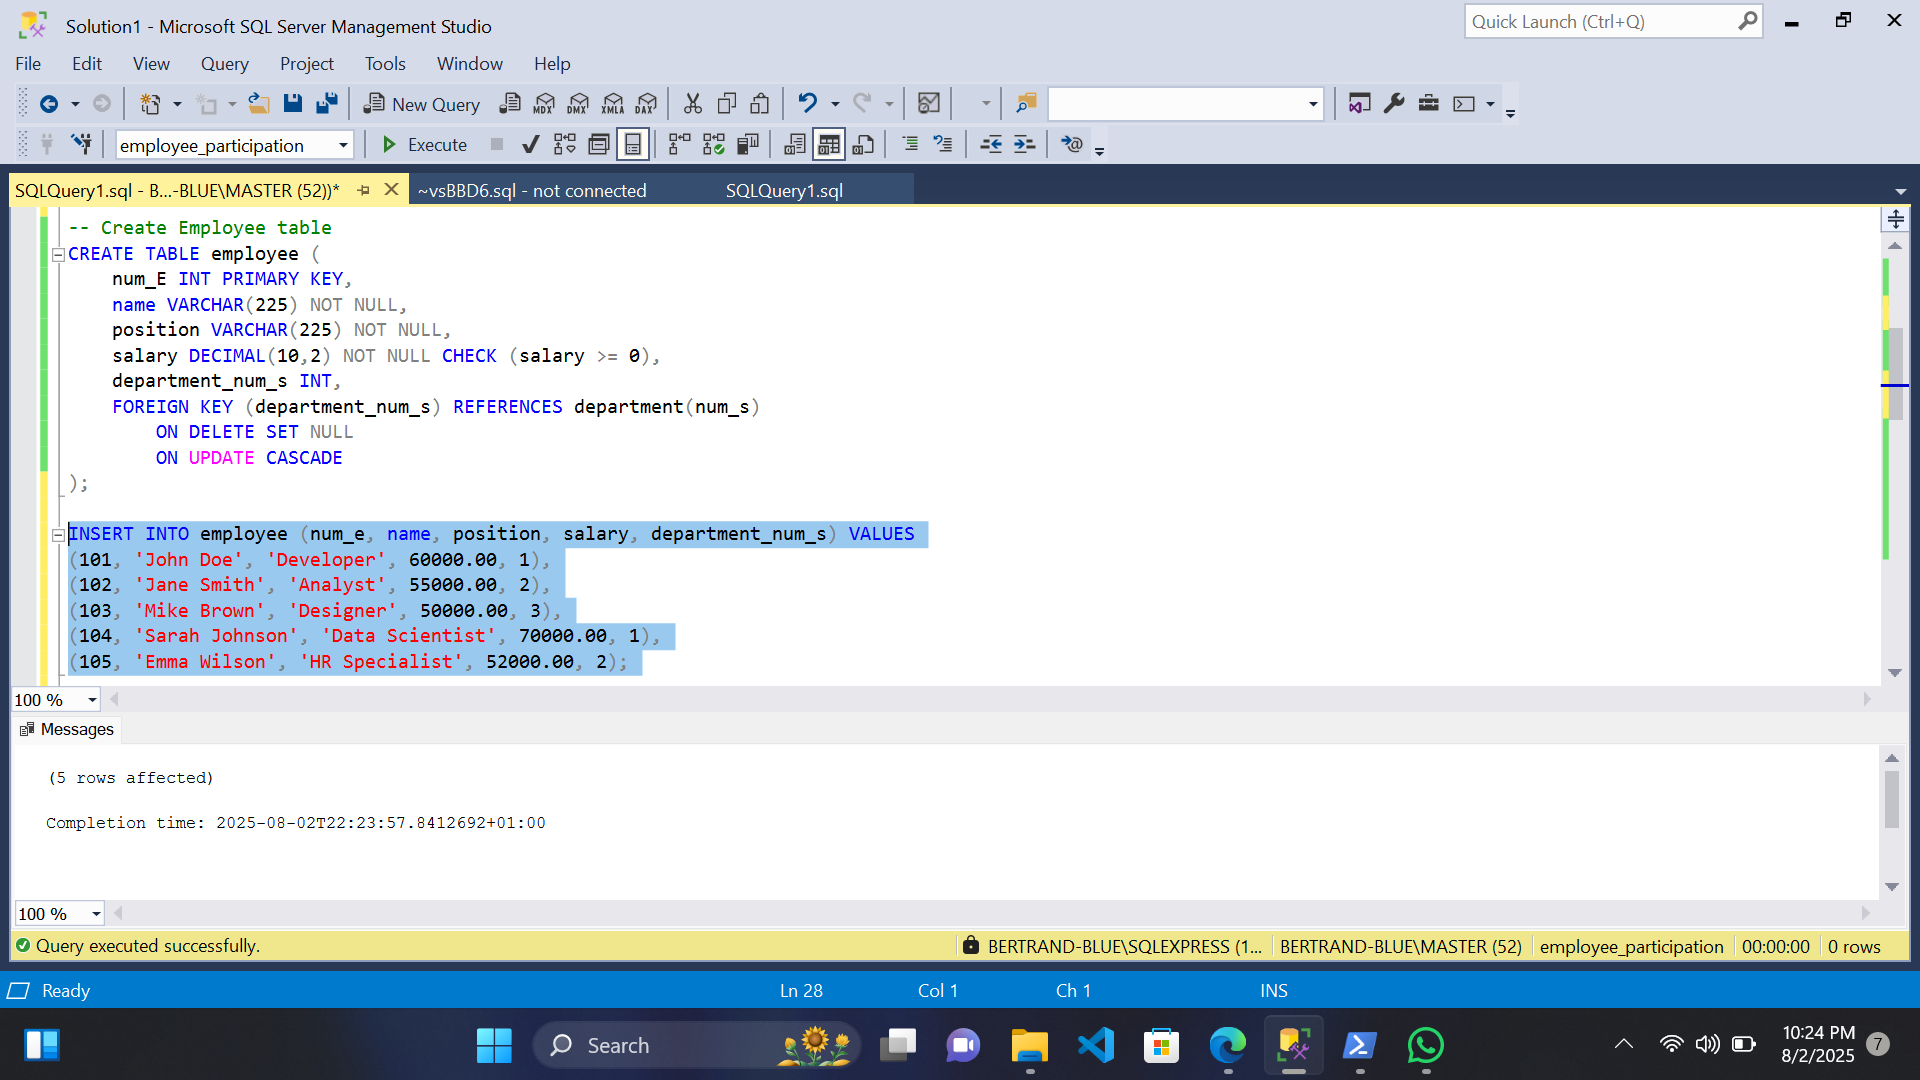 Solution1 - Microsoft SQL Server Management Studio
Quick Launch (Ctrl+Q)
File Edit View Query Project Tools Window Help
New Query MDX DMX XMLA DAX
employee_participation Execute
SQLQuery1.sql - B...-BLUE\MASTER (52))* ~vsBBD6.sql - not connected SQLQuery1.sql
-- Create Employee table
CREATE TABLE employee (
num_E INT PRIMARY KEY,
name VARCHAR(225) NOT NULL,
position VARCHAR(225) NOT NULL,
salary DECIMAL(10,2) NOT NULL CHECK (salary >= 0),
department_num_s INT,
FOREIGN KEY (department_num_s) REFERENCES department(num_s)
ON DELETE SET NULL
ON UPDATE CASCADE
);
INSERT INTO employee (num_e, name, position, salary, department_num_s) VALUES
(101, 'John Doe', 'Developer', 60000.00, 1),
(102, 'Jane Smith', 'Analyst', 55000.00, 2),
(103, 'Mike Brown', 'Designer', 50000.00, 3),
(104, 'Sarah Johnson', 'Data Scientist', 70000.00, 1),
(105, 'Emma Wilson', 'HR Specialist', 52000.00, 2);
100 %
Messages
(5 rows affected)
Completion time: 2025-08-02T22:23:57.8412692+01:00
100 %
Query executed successfully. BERTRAND-BLUE\SQLEXPRESS (1... BERTRAND-BLUE\MASTER (52) employee_participation 00:00:00 0 rows
Ready Ln 28 Col 1 Ch 1 INS
Search
10:24 PM
8/2/2025
7